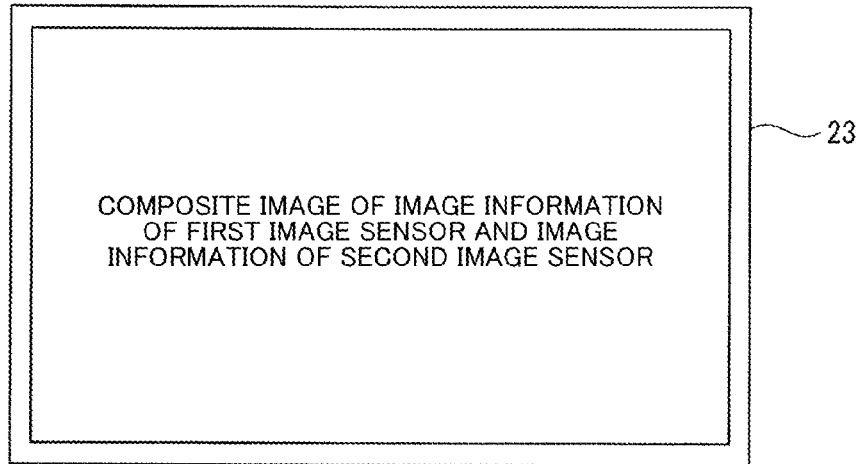 COMPOSITE IMAGE OF IMAGE INFORMATION
OF FIRST IMAGE SENSOR AND IMAGE
INFORMATION OF SECOND IMAGE SENSOR
23